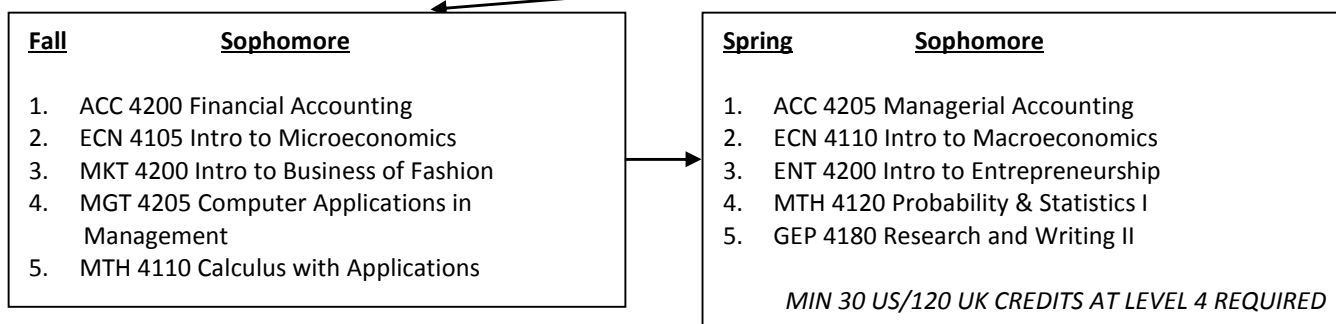 Fall Sophomore
1. ACC 4200 Financial Accounting
2. ECN 4105 Intro to Microeconomics
3. MKT 4200 Intro to Business of Fashion
4. MGT 4205 Computer Applications in
Management
5. MTH 4110 Calculus with Applications
Spring Sophomore
1. ACC 4205 Managerial Accounting
2. ECN 4110 Intro to Macroeconomics
3. ENT 4200 Intro to Entrepreneurship
4. MTH 4120 Probability & Statistics I
5. GEP 4180 Research and Writing II
MIN 30 US/120 UK CREDITS AT LEVEL 4 REQUIRED